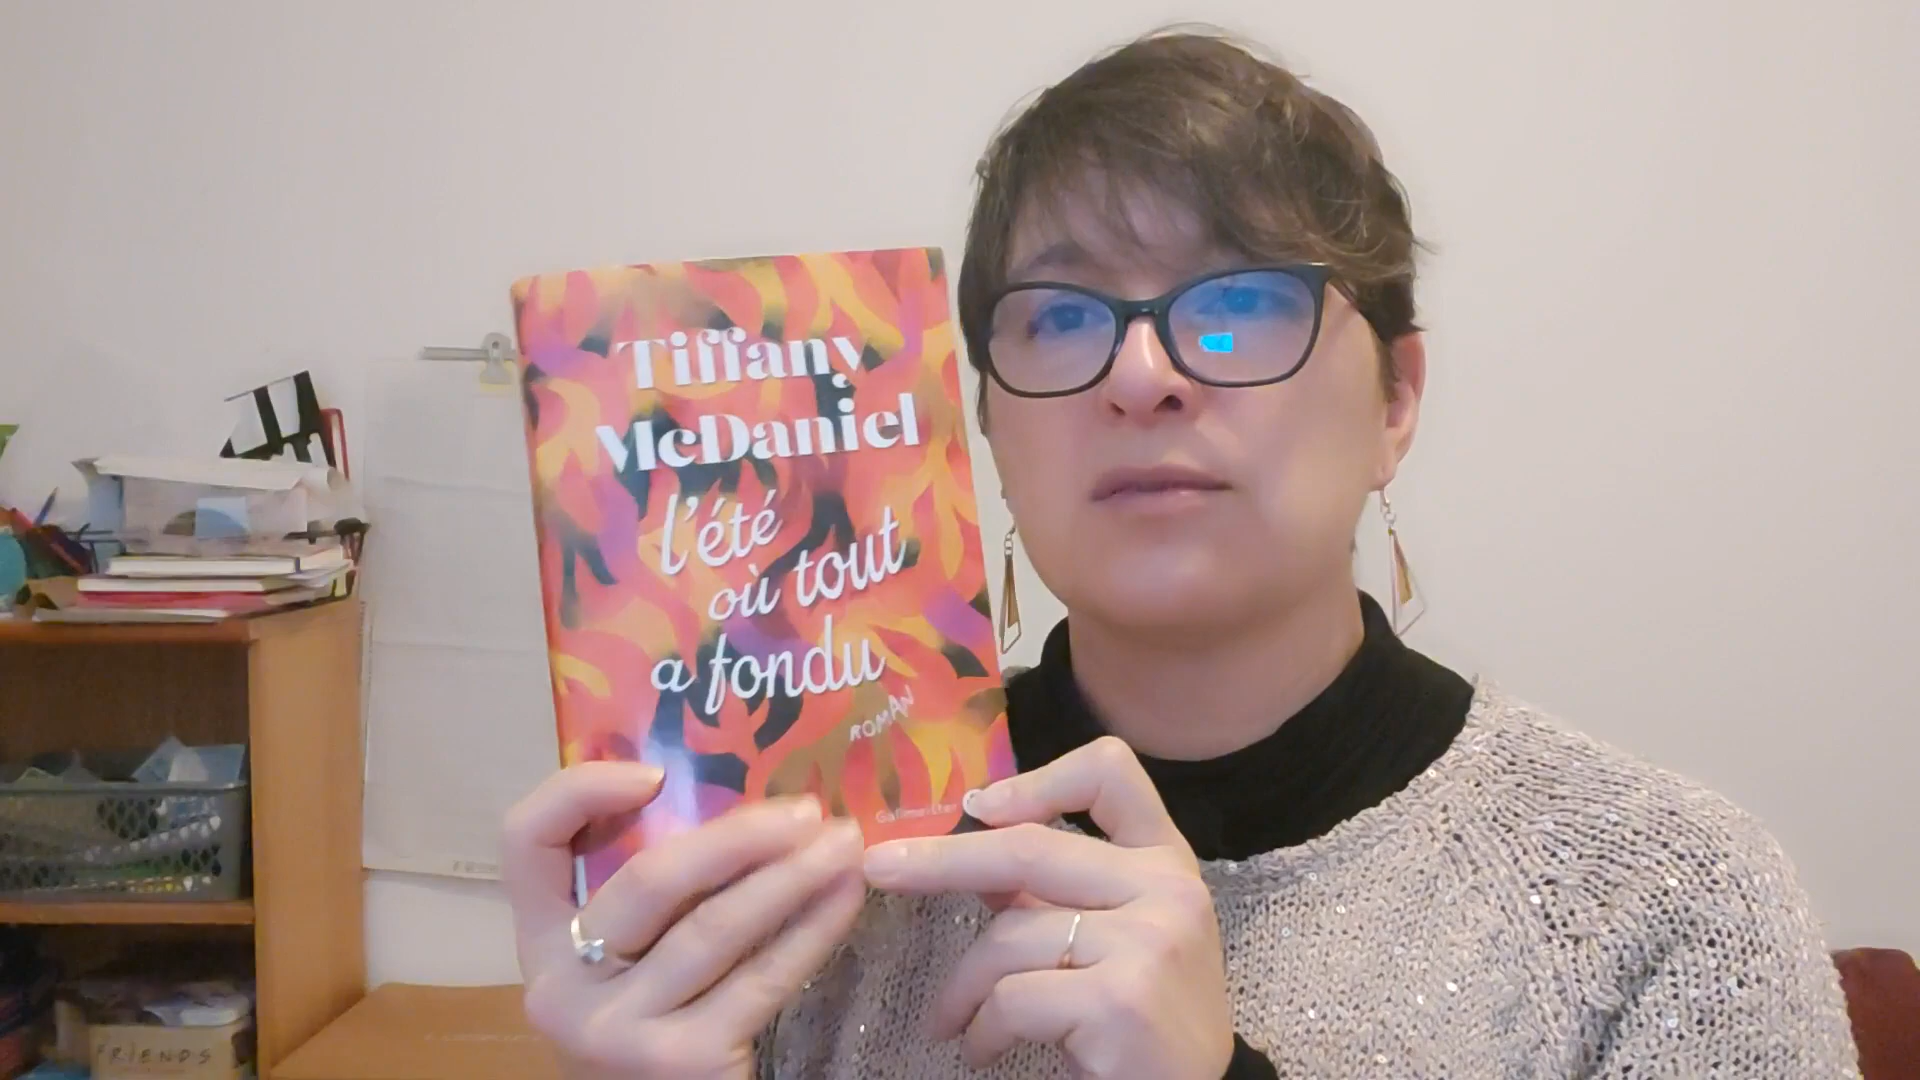 Tiffany
McDaniel
l'été
où tout
a fondu
ROMAN
Gallmeister
FRIENDS